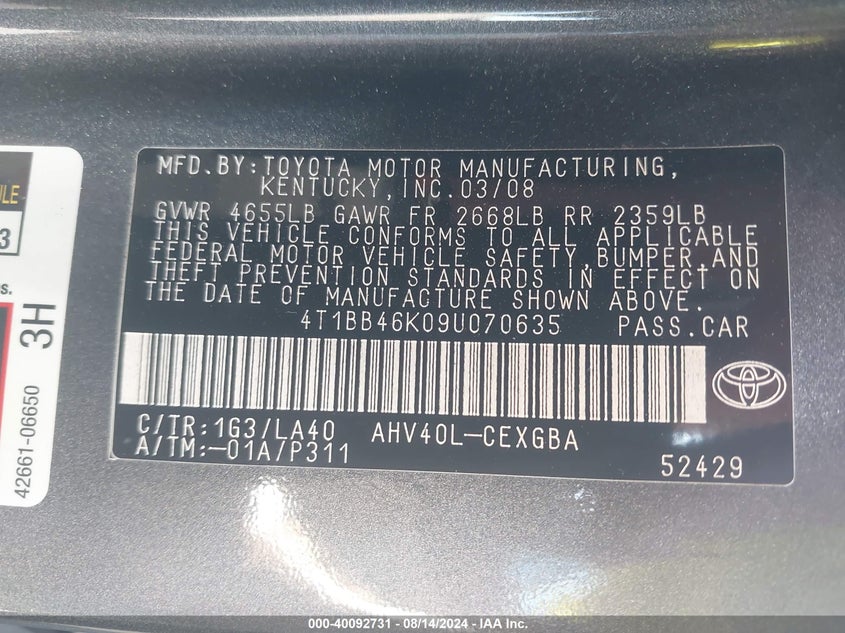 MFD.BY:TOYOTA MOTOR MANUFACTURING,
KENTUCKY,INC.03/08
GVWR 4655LB GAWR FR 2668LB RR 2359LB
THIS VEHICLE CONFORMS TO ALL APPLICABLE
FEDERAL MOTOR VEHICLE SAFETY,BUMPER,AND
THEFT PREVENTION STANDARDS IN EFFECT ON
THE DATE OF MANUFACTURE SHOWN ABOVE.
4T1BB46K09U070635 PASS.CAR
C/TR:1G3/LA40 AHV40L-CEXGBA
A/TM:-01A/P311
52429
3
s.
3H
42661-06650
000-40092731 - 08/14/2024 - IAA Inc.